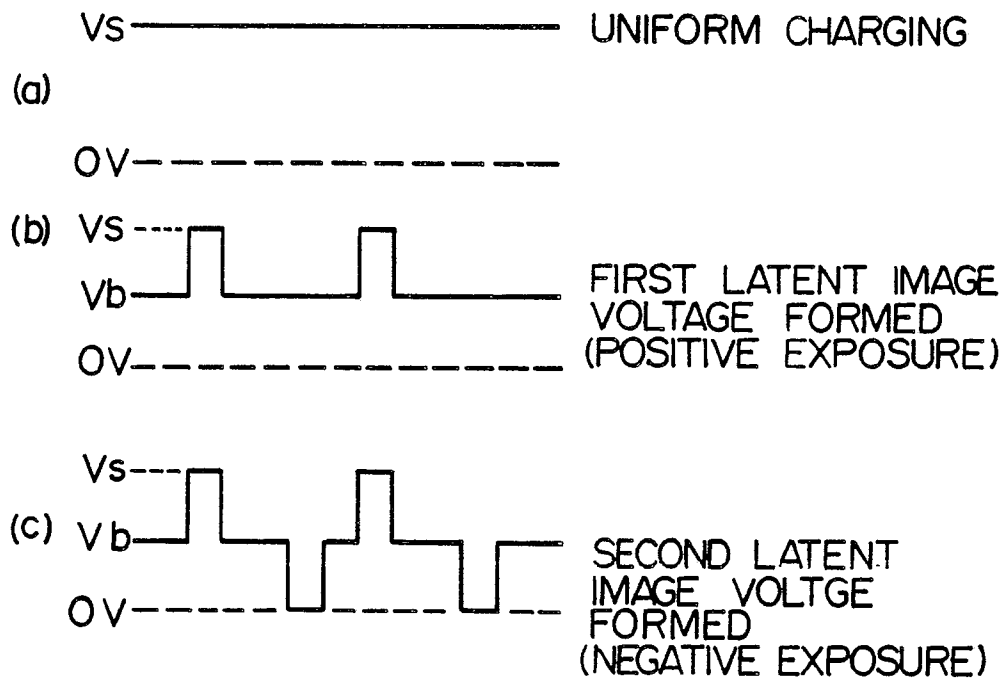 Vs UNIFORM CHARGING
(a)
OV
(b) Vs
Vb FIRST LATENT IMAGE
VOLTAGE FORMED
OV (POSITIVE EXPOSURE)
Vs
(c) Vb SECOND LATENT
IMAGE VOLTGE
OV FORMED
(NEGATIVE EXPOSURE)